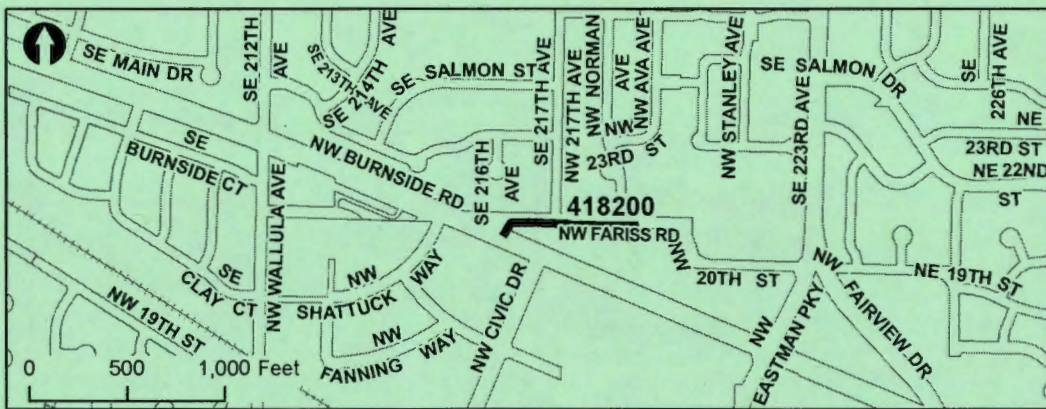 SE MAIN DR
SE 212TH AVE
SE 213TH AVE
SE 214TH AVE
SE SALMON ST
SE 217TH AVE
NW 217TH AVE
NW NORMAN AVE
NW AVA AVE
NW STANLEY AVE
SE SALMON DR
SE 223RD AVE
SE 226TH AVE
NW 23RD ST
NE 23RD ST
NE 22ND ST
SE BURNSIDE CT
NW BURNSIDE RD
SE 216TH AVE
418200
NW FARISS RD
NW WALLULA AVE
SE CLAY CT
NW SHATTUCK WAY
NW 20TH ST
NE 19TH ST
NW 19TH ST
NW FANNING WAY
NW CIVIC DR
NW EASTMAN PKY
NW FAIRVIEW DR
0 500 1,000 Feet